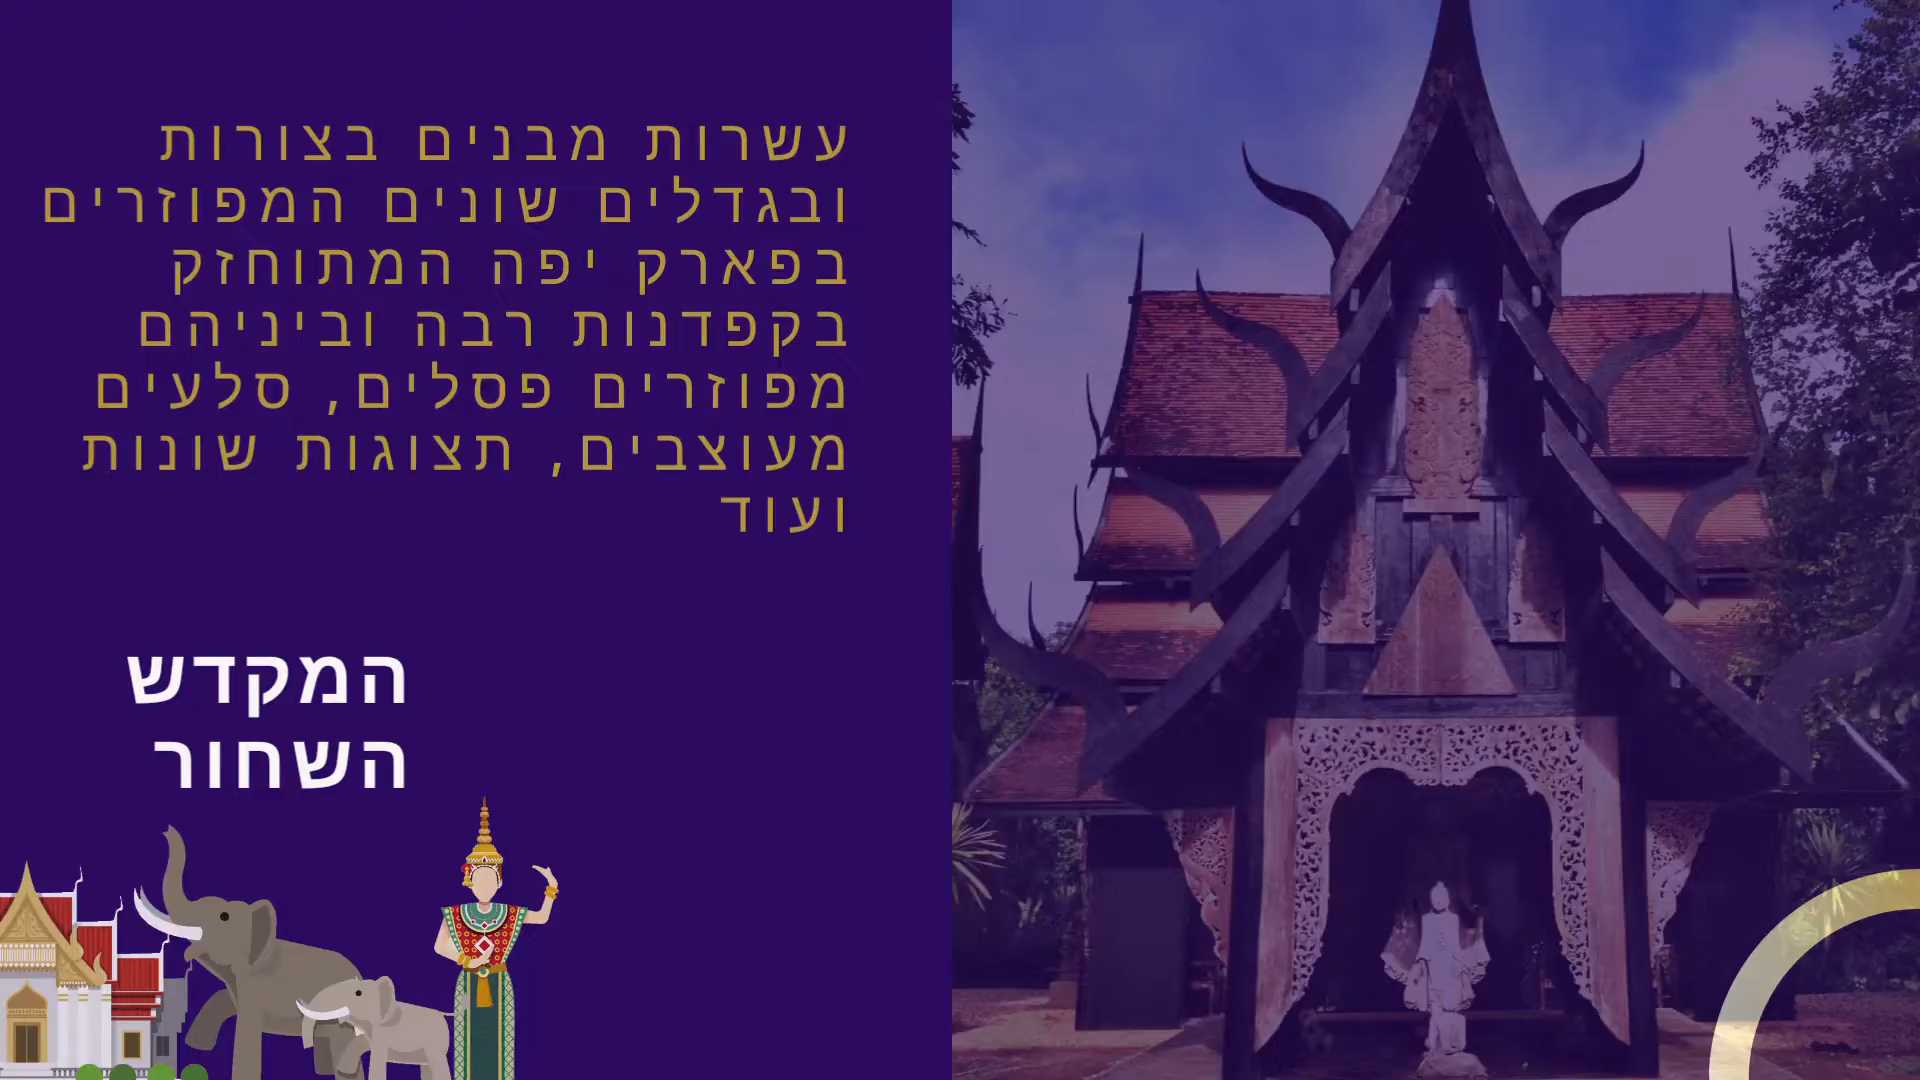 עשרות מבנים בצורות
ובגדלים שונים המפוזרים
בפארק יפה המתוחזק
בקפדנות רבה וביניהם
מפוזרים פסלים, סלעים
מעוצבים, תצוגות שונות
ועוד
המקדש
השחור